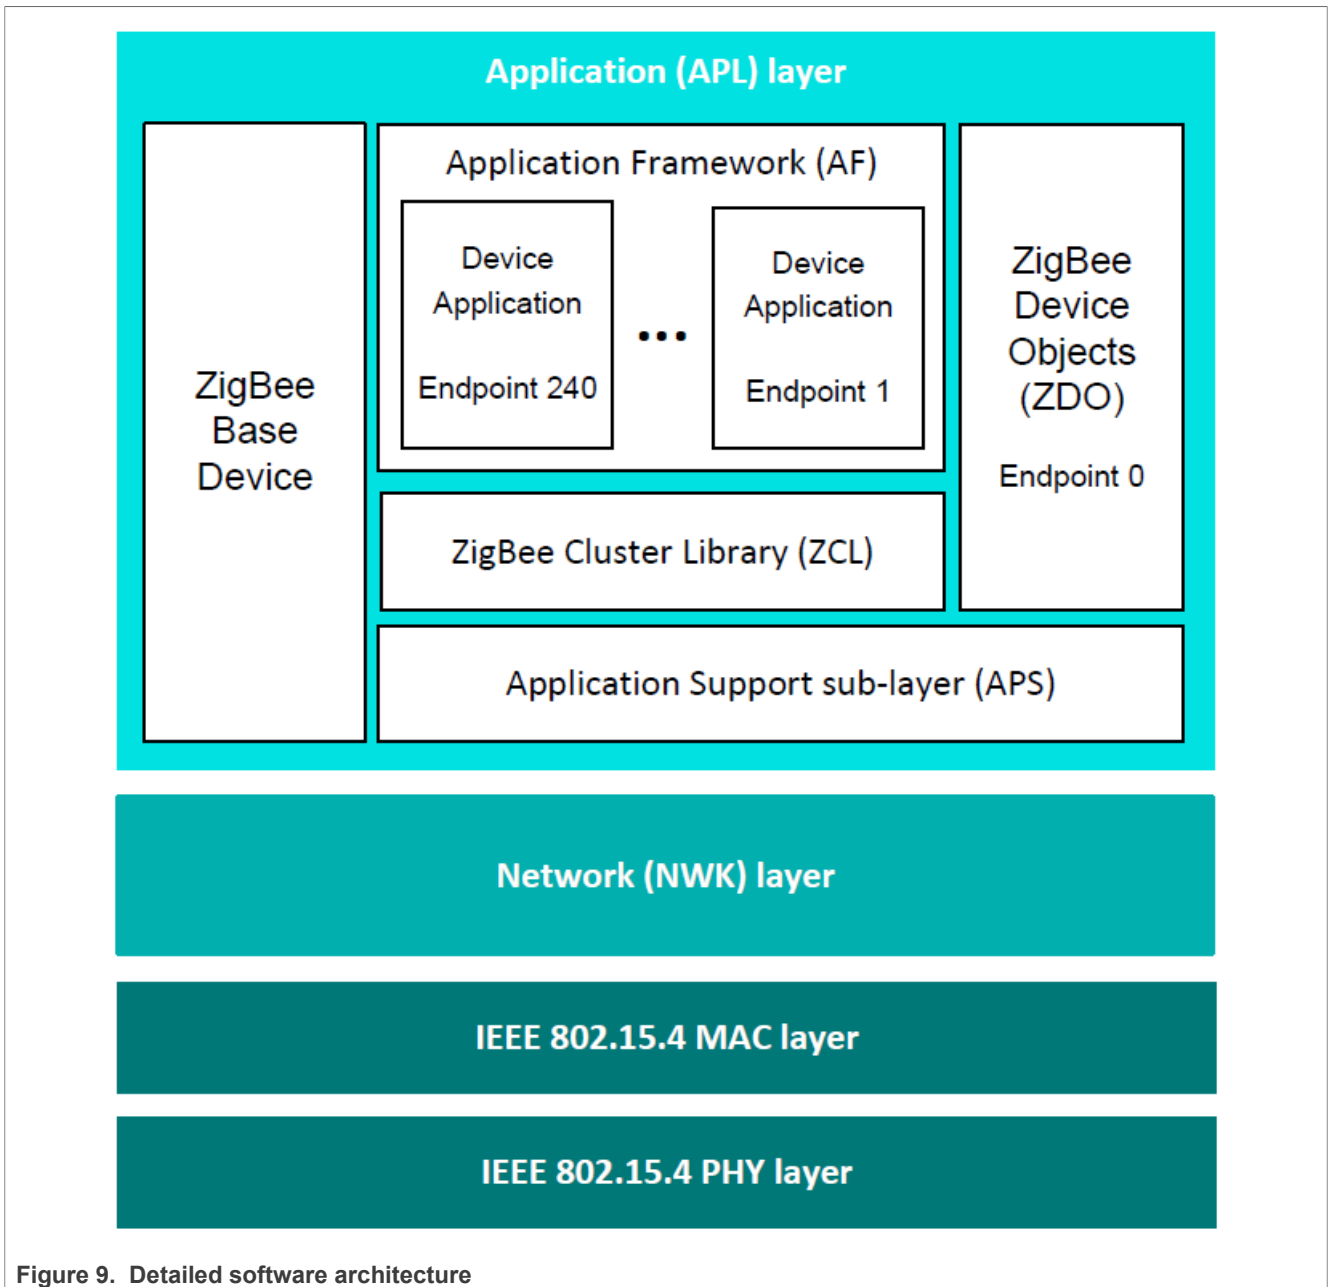 Application (APL) layer
ZigBee
Base
Device
Application Framework (AF)
Device
Application
Endpoint 240
...
Device
Application
Endpoint 1
ZigBee
Device
Objects
(ZDO)
Endpoint 0
ZigBee Cluster Library (ZCL)
Application Support sub-layer (APS)
Network (NWK) layer
IEEE 802.15.4 MAC layer
IEEE 802.15.4 PHY layer
Figure 9. Detailed software architecture